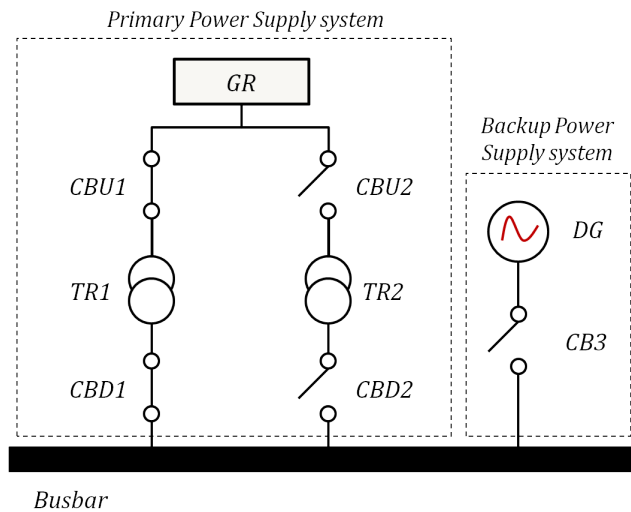 Primary Power Supply system
GR
Backup Power
Supply system
CBU1
CBU2
DG
TR1
TR2
CB3
CBD1
CBD2
Busbar